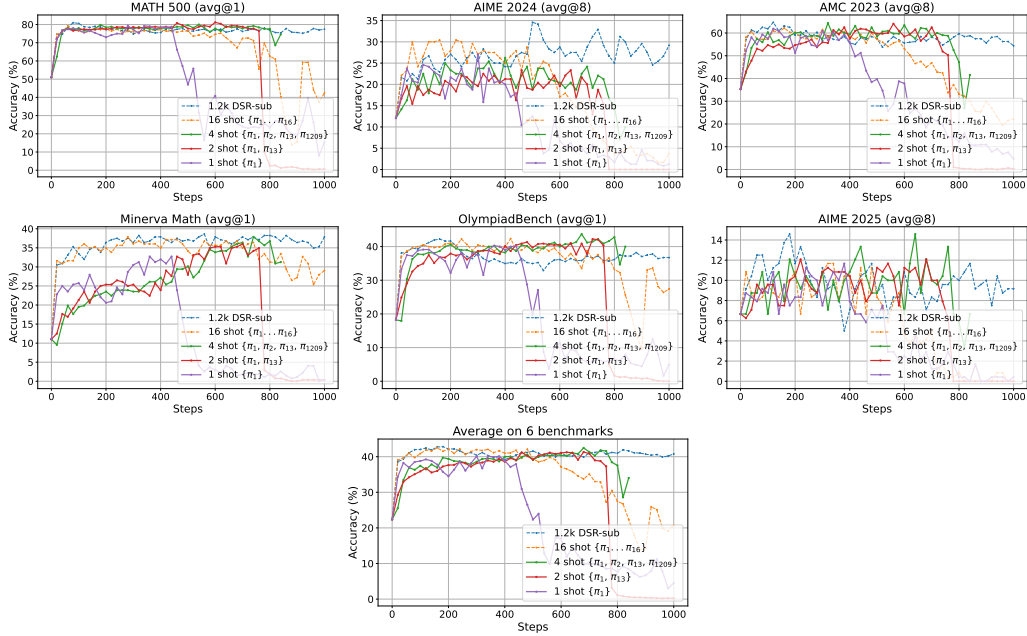 MATH 500 (avg@1)
Accuracy (%)
80
70
60
50
40
30
20
10
0
0 200 400 600 800 1000
Steps
1.2k DSR-sub
16 shot {π1...π16}
4 shot {π1, π2, π13, π1209}
2 shot {π1, π13}
1 shot {π1}
AIME 2024 (avg@8)
Accuracy (%)
35
30
25
20
15
10
5
0
0 200 400 600 800 1000
Steps
1.2k DSR-sub
16 shot {π1...π16}
4 shot {π1, π2, π13, π1209}
2 shot {π1, π13}
1 shot {π1}
AMC 2023 (avg@8)
Accuracy (%)
60
50
40
30
20
10
0
0 200 400 600 800 1000
Steps
1.2k DSR-sub
16 shot {π1...π16}
4 shot {π1, π2, π13, π1209}
2 shot {π1, π13}
1 shot {π1}
Minerva Math (avg@1)
Accuracy (%)
40
35
30
25
20
15
10
5
0
0 200 400 600 800 1000
Steps
1.2k DSR-sub
16 shot {π1...π16}
4 shot {π1, π2, π13, π1209}
2 shot {π1, π13}
1 shot {π1}
OlympiadBench (avg@1)
Accuracy (%)
40
30
20
10
0
0 200 400 600 800 1000
Steps
1.2k DSR-sub
16 shot {π1...π16}
4 shot {π1, π2, π13, π1209}
2 shot {π1, π13}
1 shot {π1}
AIME 2025 (avg@8)
Accuracy (%)
14
12
10
8
6
4
2
0
0 200 400 600 800 1000
Steps
1.2k DSR-sub
16 shot {π1...π16}
4 shot {π1, π2, π13, π1209}
2 shot {π1, π13}
1 shot {π1}
Average on 6 benchmarks
Accuracy (%)
40
30
20
10
0
0 200 400 600 800 1000
Steps
1.2k DSR-sub
16 shot {π1...π16}
4 shot {π1, π2, π13, π1209}
2 shot {π1, π13}
1 shot {π1}